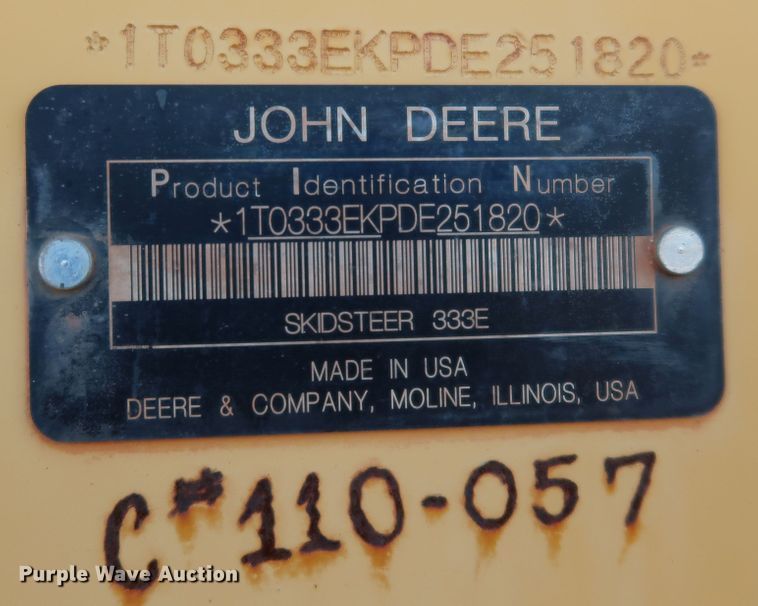 *1T0333EKPDE251820*
JOHN DEERE
Product Identification Number
*1T0333EKPDE251820*
SKIDSTEER 333E
MADE IN USA
DEERE & COMPANY, MOLINE, ILLINOIS, USA
C#110-057
Purple Wave Auction